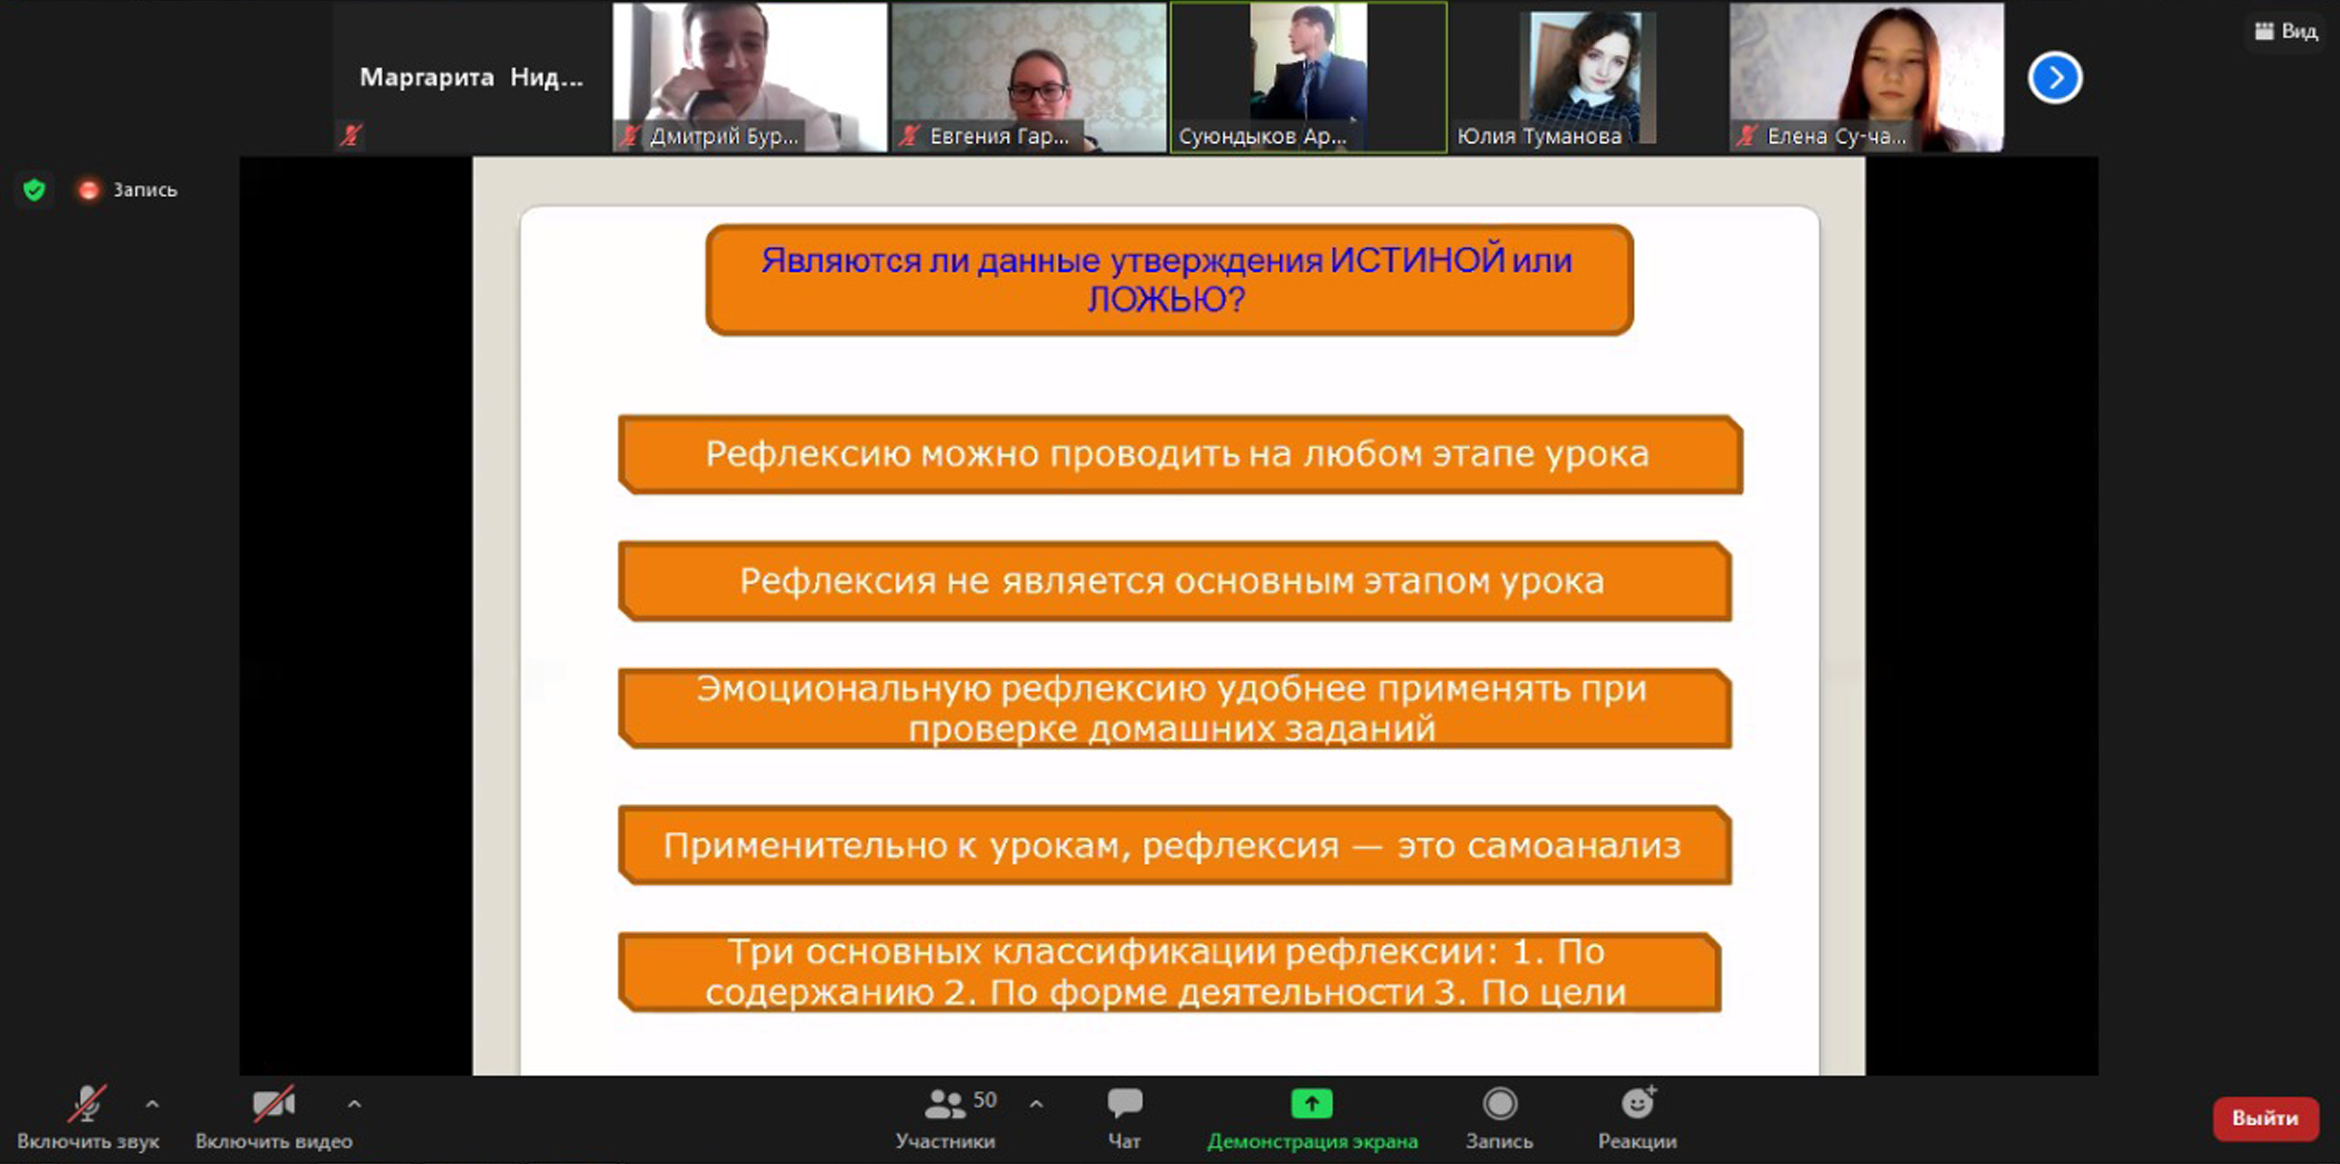 Маргарита Нид...
Дмитрий Бур...
Евгения Гар...
Суюндыков Ар...
Юлия Туманова
Елена Су-ча...
Вид
Запись
Являются ли данные утверждения ИСТИНОЙ или
ЛОЖЬЮ?
Рефлексию можно проводить на любом этапе урока
Рефлексия не является основным этапом урока
Эмоциональную рефлексию удобнее применять при
проверке домашних заданий
Применительно к урокам, рефлексия — это самоанализ
Три основных классификации рефлексии: 1. По
содержанию 2. По форме деятельности 3. По цели
Включить звук
Включить видео
50
Участники
Чат
Демонстрация экрана
Запись
Реакции
Выйти